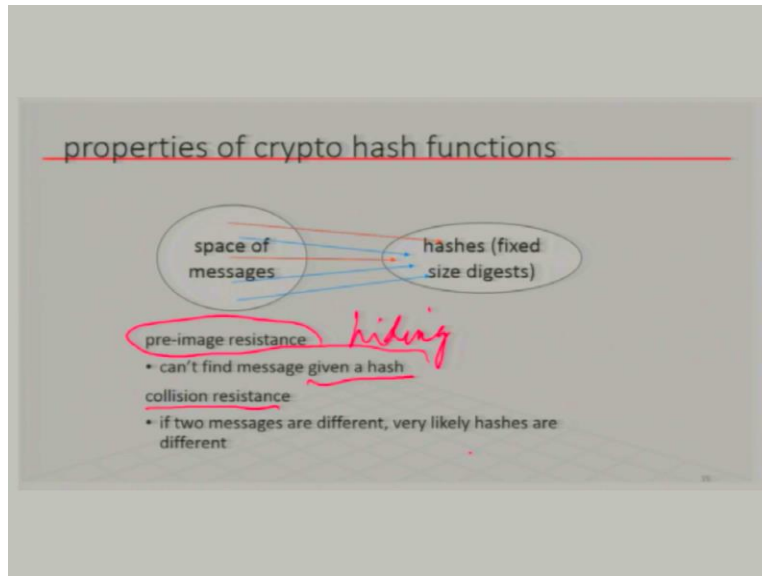 properties of crypto hash functions
space of
messages
hashes (fixed
size digests)
pre-image resistance hiding
• can't find message given a hash
collision resistance
• if two messages are different, very likely hashes are
different